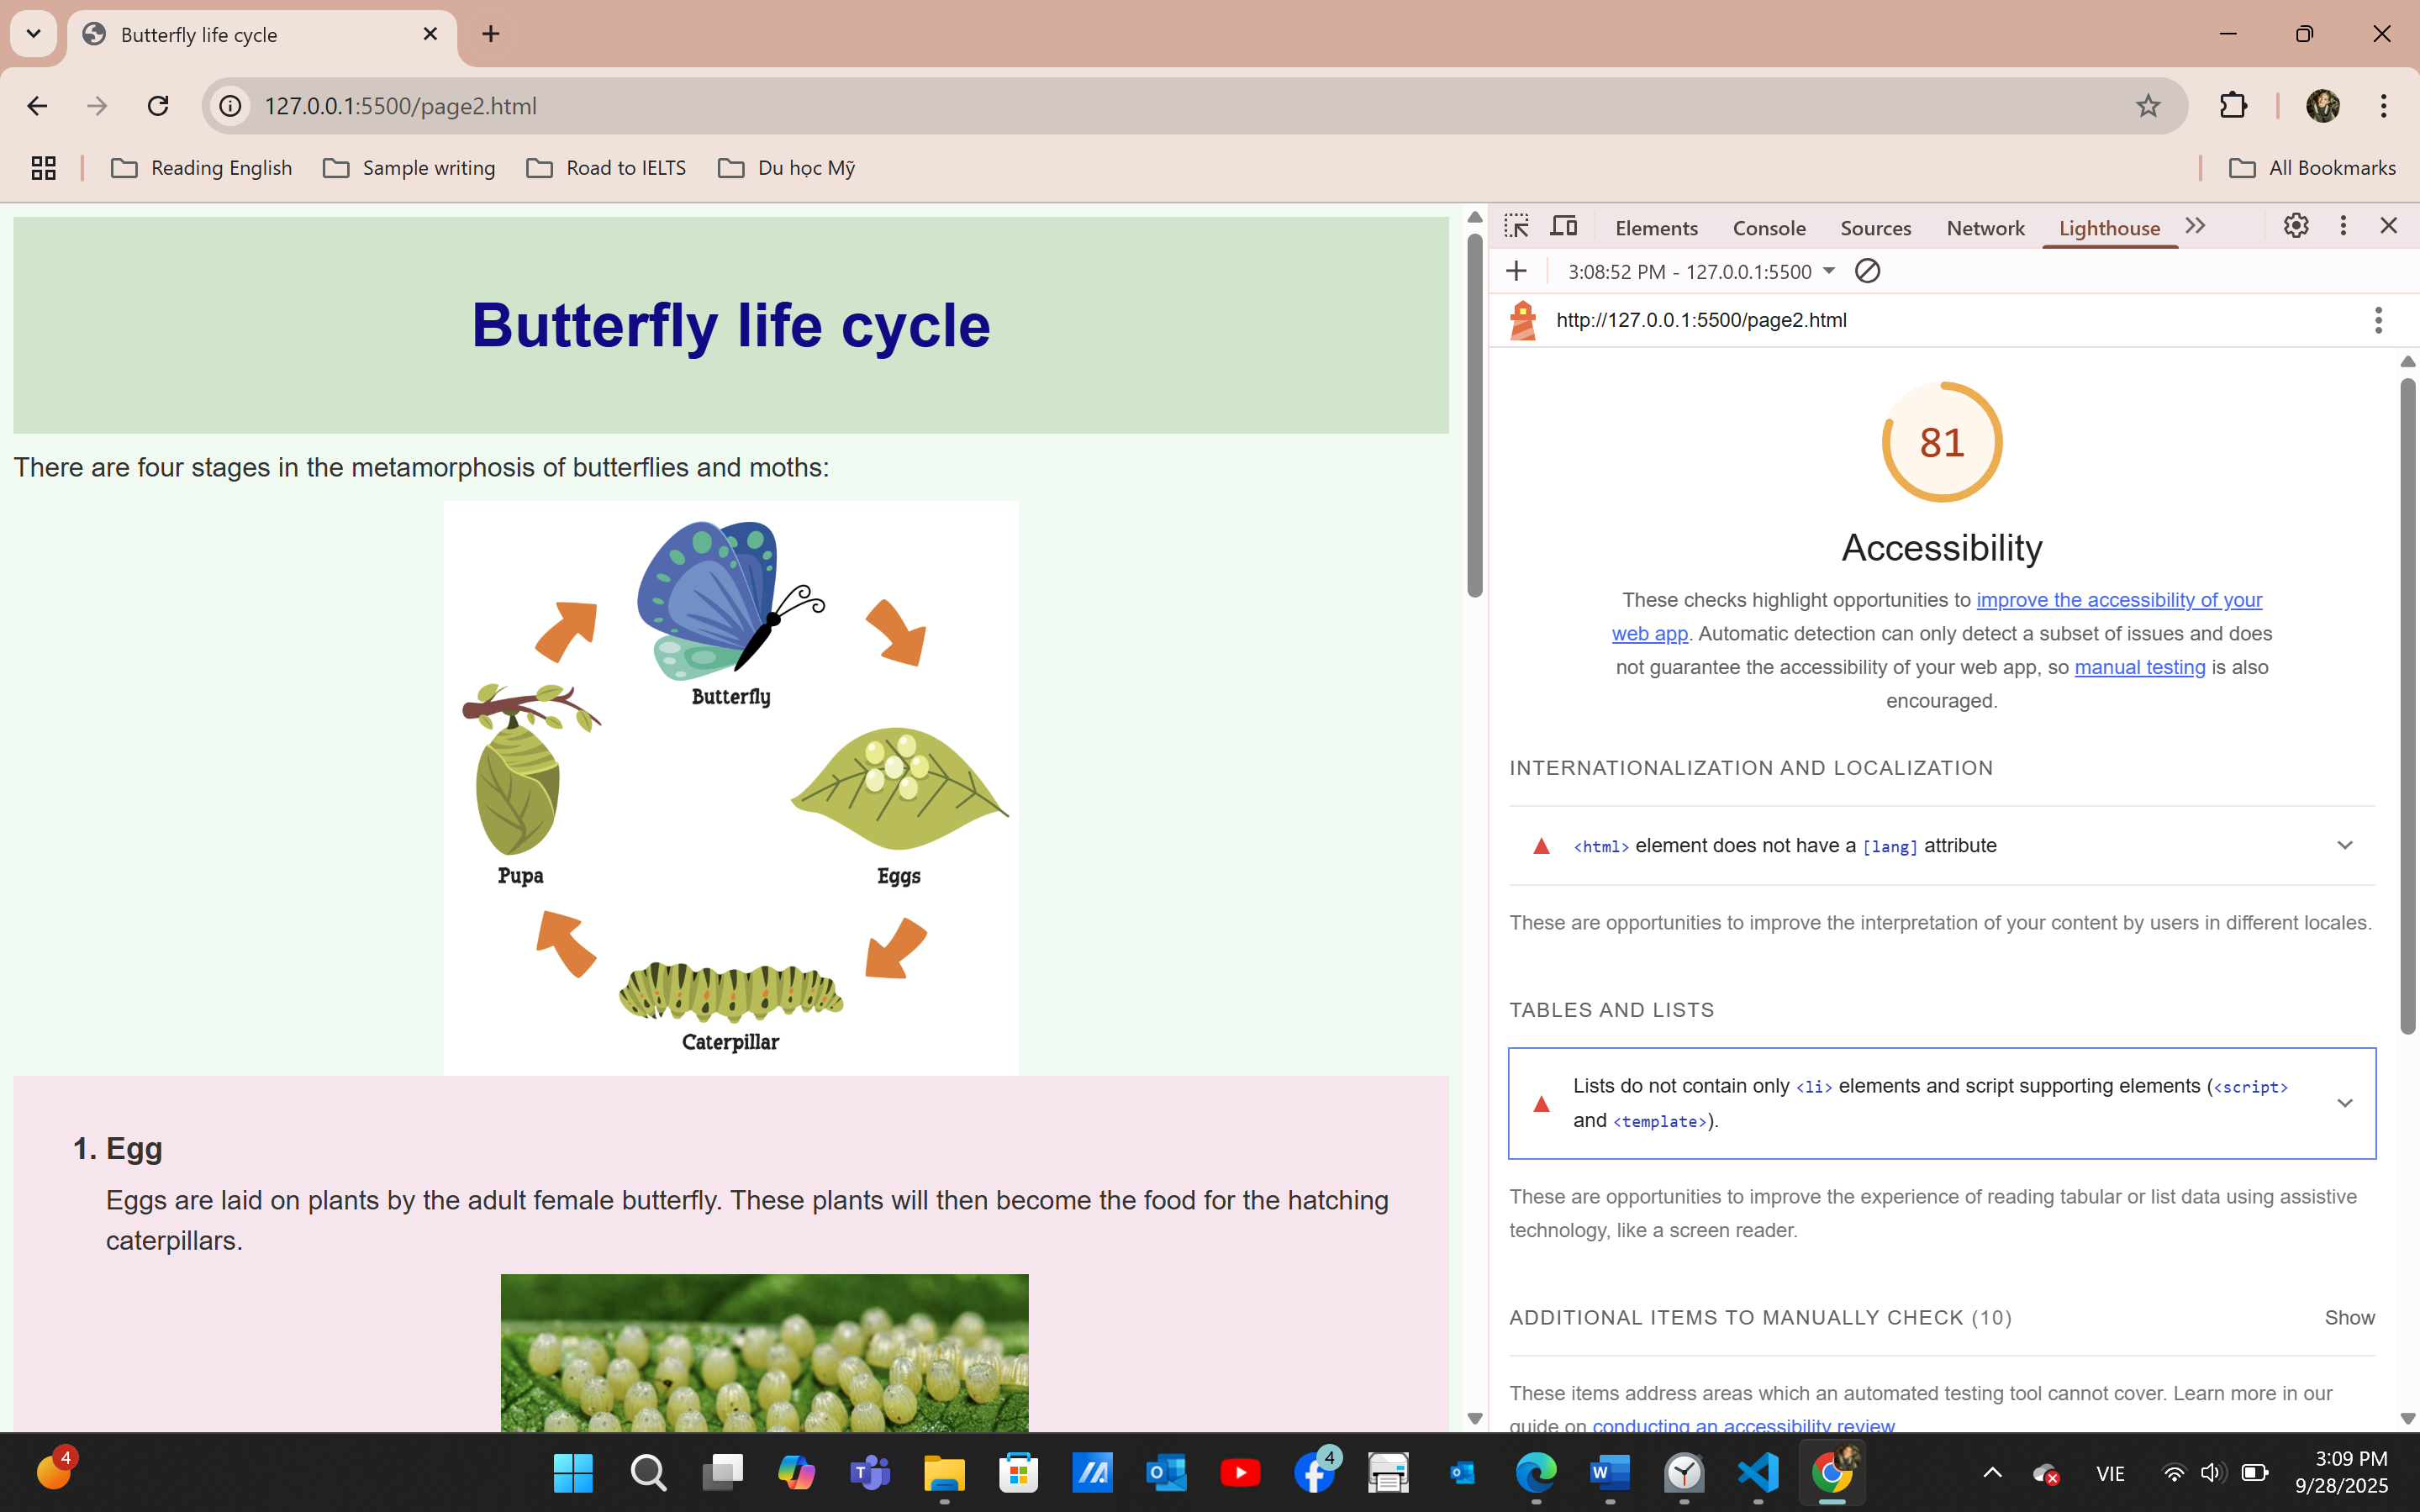 Butterfly life cycle
127.0.0.1:5500/page2.html
Reading English
Sample writing
Road to IELTS
Du học Mỹ
All Bookmarks
Butterfly life cycle
There are four stages in the metamorphosis of butterflies and moths:
Butterfly
Pupa
Eggs
Caterpillar
1. Egg
Eggs are laid on plants by the adult female butterfly. These plants will then become the food for the hatching
caterpillars.
Elements Console Sources Network Lighthouse
3:08:52 PM - 127.0.0.1:5500
http://127.0.0.1:5500/page2.html
81
Accessibility
These checks highlight opportunities to improve the accessibility of your
web app. Automatic detection can only detect a subset of issues and does
not guarantee the accessibility of your web app, so manual testing is also
encouraged.
INTERNATIONALIZATION AND LOCALIZATION
<html> element does not have a [lang] attribute
These are opportunities to improve the interpretation of your content by users in different locales.
TABLES AND LISTS
Lists do not contain only <li> elements and script supporting elements (<script>
and <template>).
These are opportunities to improve the experience of reading tabular or list data using assistive
technology, like a screen reader.
ADDITIONAL ITEMS TO MANUALLY CHECK (10)
Show
These items address areas which an automated testing tool cannot cover. Learn more in our
guide on conducting an accessibility review
4
4
VIE
3:09 PM
9/28/2025